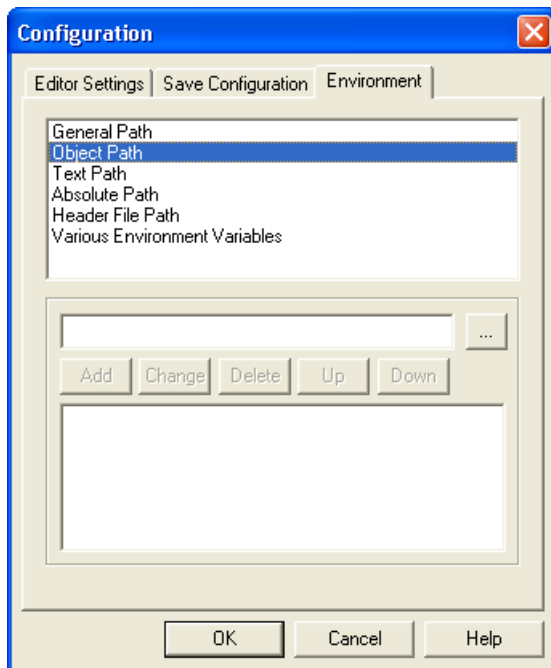 Configuration
Editor Settings Save Configuration Environment
General Path
Object Path
Text Path
Absolute Path
Header File Path
Various Environment Variables
...
Add Change Delete Up Down
OK Cancel Help